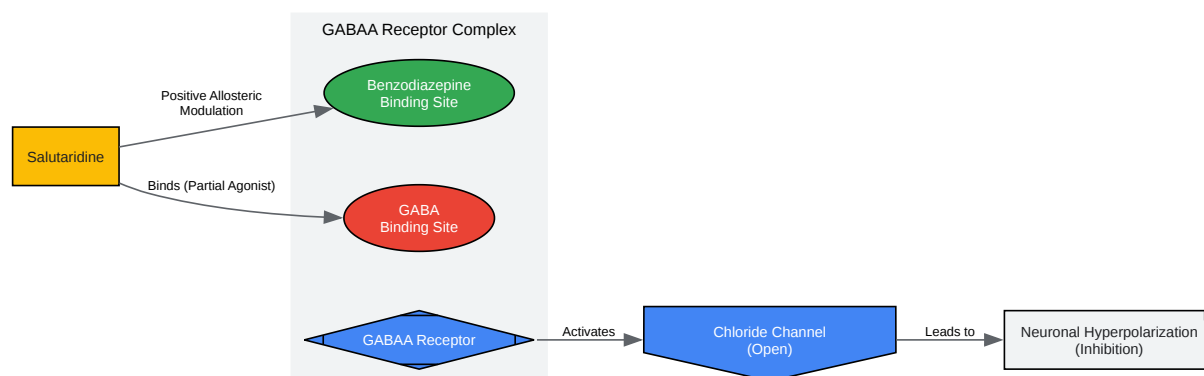 GABAA Receptor Complex
Benzodiazepine
Binding Site
Positive Allosteric
Modulation
Salutaridine
Binds (Partial Agonist)
GABA
Binding Site
GABAA Receptor
Activates
Chloride Channel
(Open)
Leads to
Neuronal Hyperpolarization
(Inhibition)